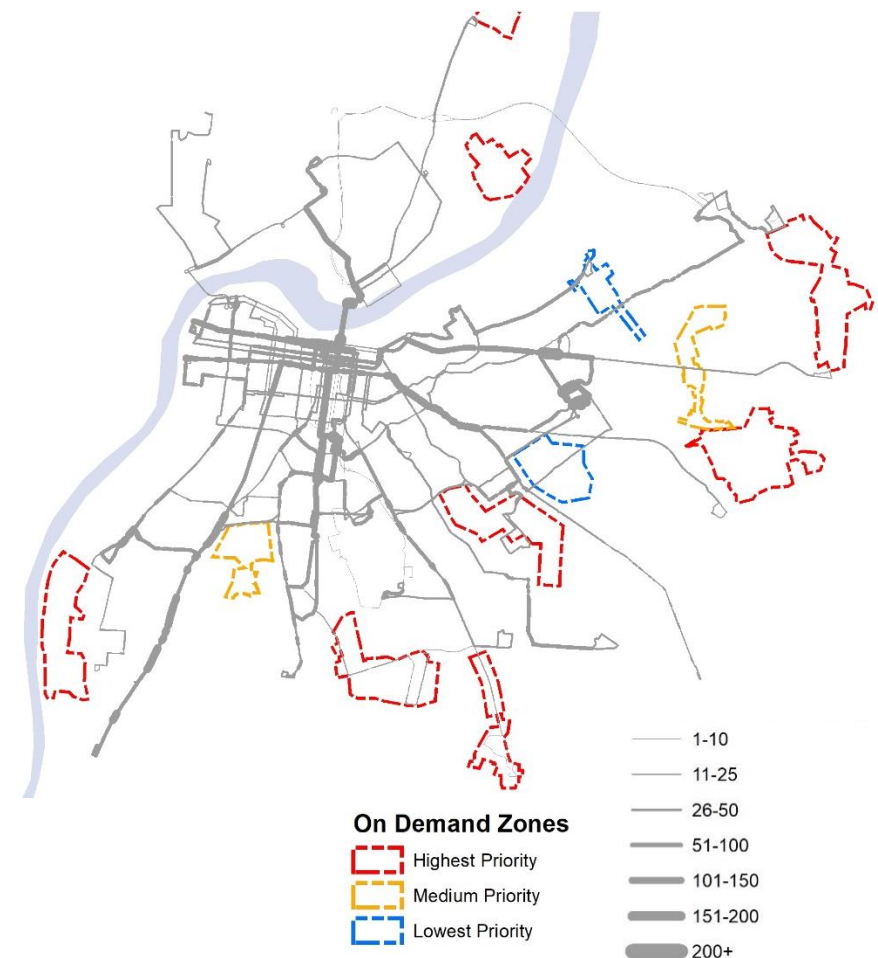 On Demand Zones
Highest Priority
Medium Priority
Lowest Priority
1-10
11-25
26-50
51-100
101-150
151-200
200+